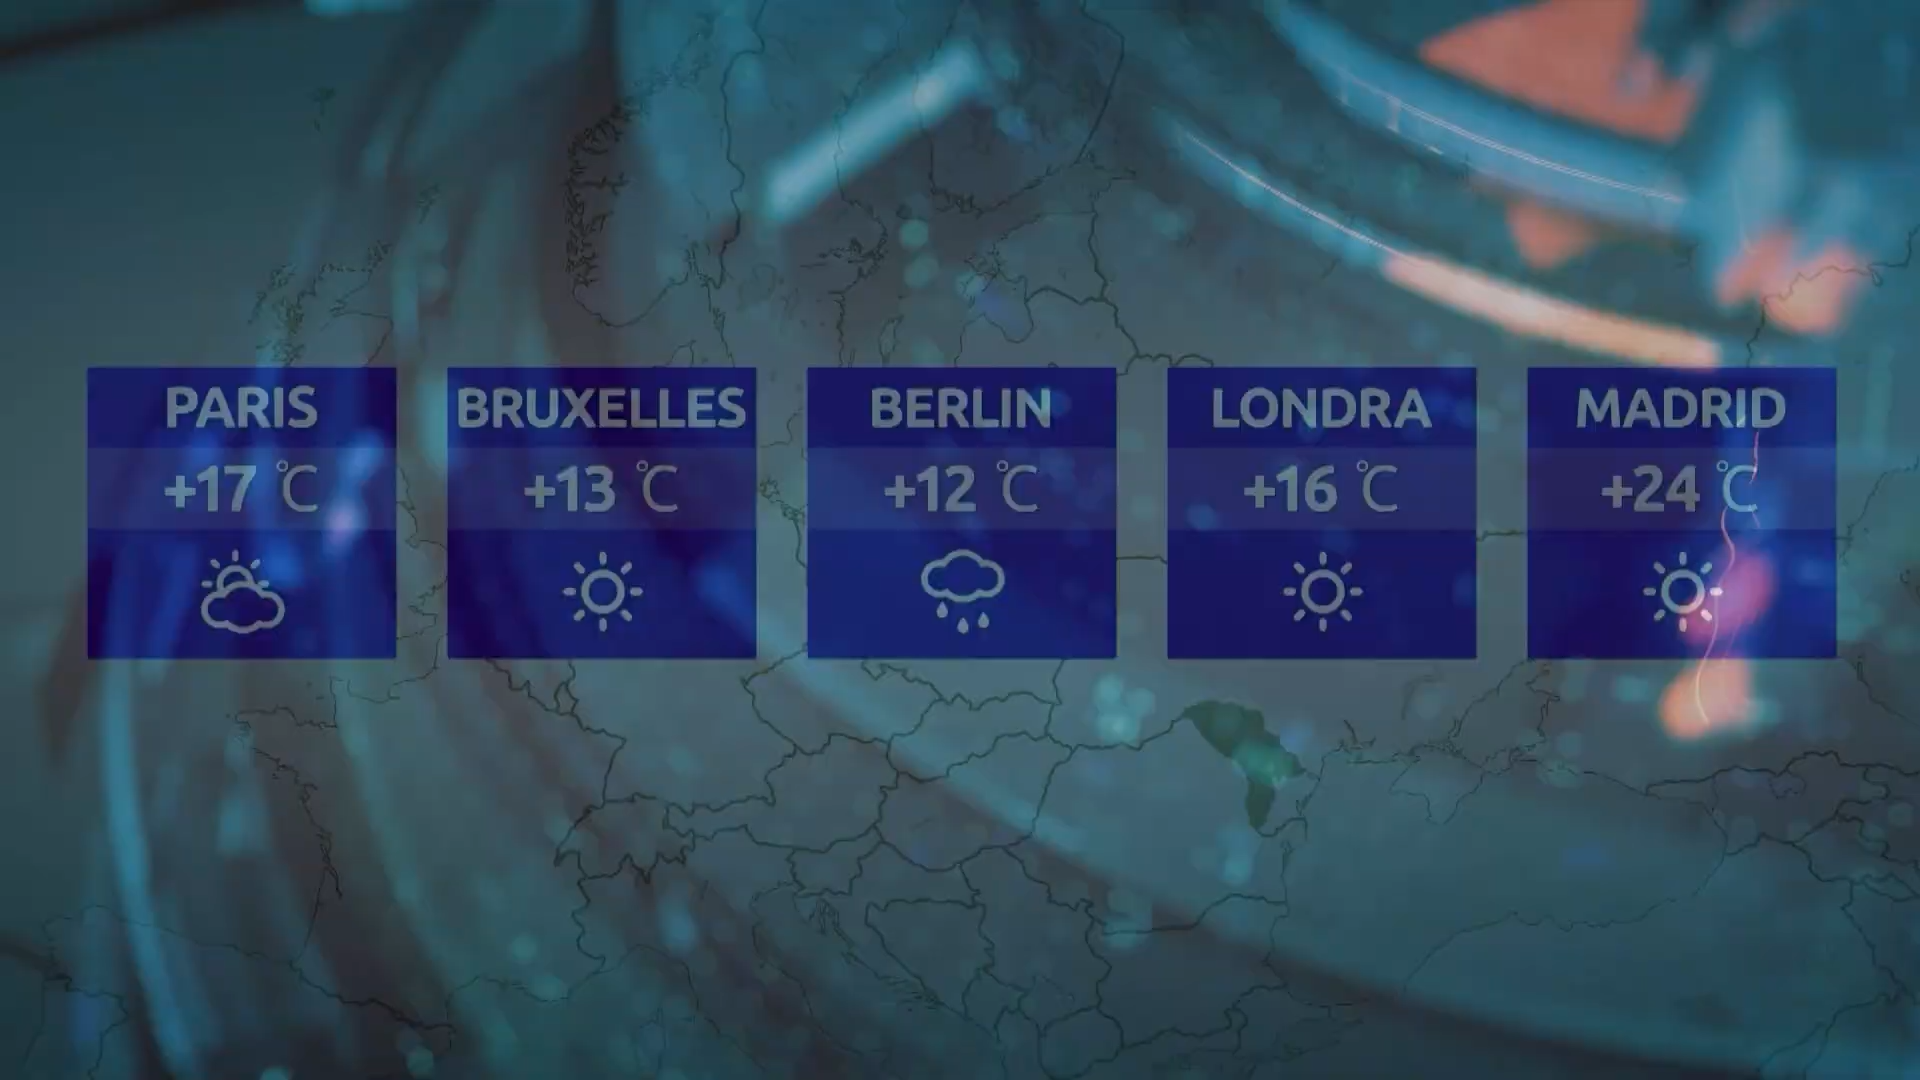 PARIS
+17 °C
BRUXELLES
+13 °C
BERLIN
+12 °C
LONDRA
+16 °C
MADRID
+24 °C